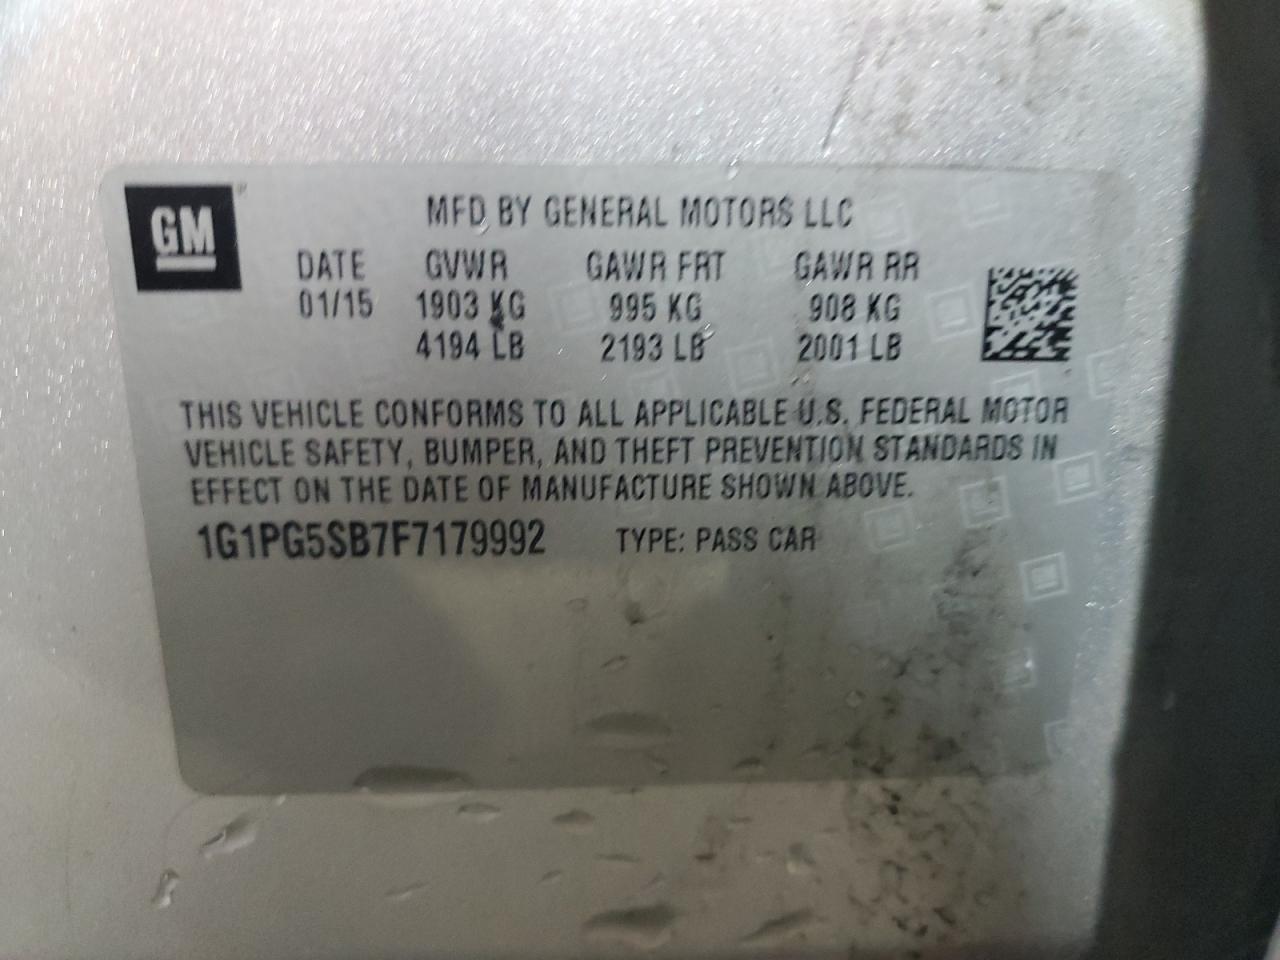 GM
MFD BY GENERAL MOTORS LLC
DATE GVWR GAWR FRT GAWR RR
01/15 1903 KG 995 KG 908 KG
4194 LB 2193 LB 2001 LB
THIS VEHICLE CONFORMS TO ALL APPLICABLE U.S. FEDERAL MOTOR
VEHICLE SAFETY, BUMPER, AND THEFT PREVENTION STANDARDS IN
EFFECT ON THE DATE OF MANUFACTURE SHOWN ABOVE.
1G1PG5SB7F7179992 TYPE: PASS CAR